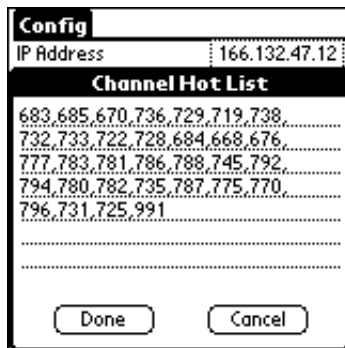 Config
IP Address 166.132.47.12
Channel Hot List
683,685,670,736,729,719,738,
732,733,722,728,684,668,676,
777,783,781,786,788,745,792,
794,780,782,735,787,775,770,
796,731,725,991
Done Cancel